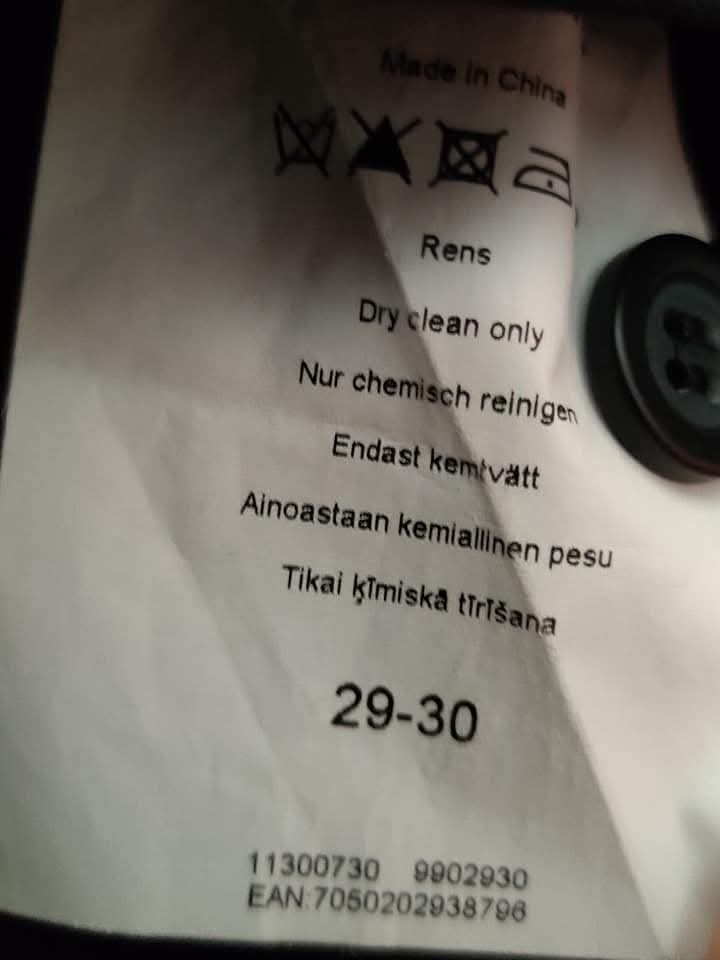 Made in China
Rens
Dry clean only
Nur chemisch reinigen
Endast kemtvätt
Ainoastaan kemiallinen pesu
Tikai ķīmiskā tīrīšana
29-30
11300730 9902930
EAN:7050202938796